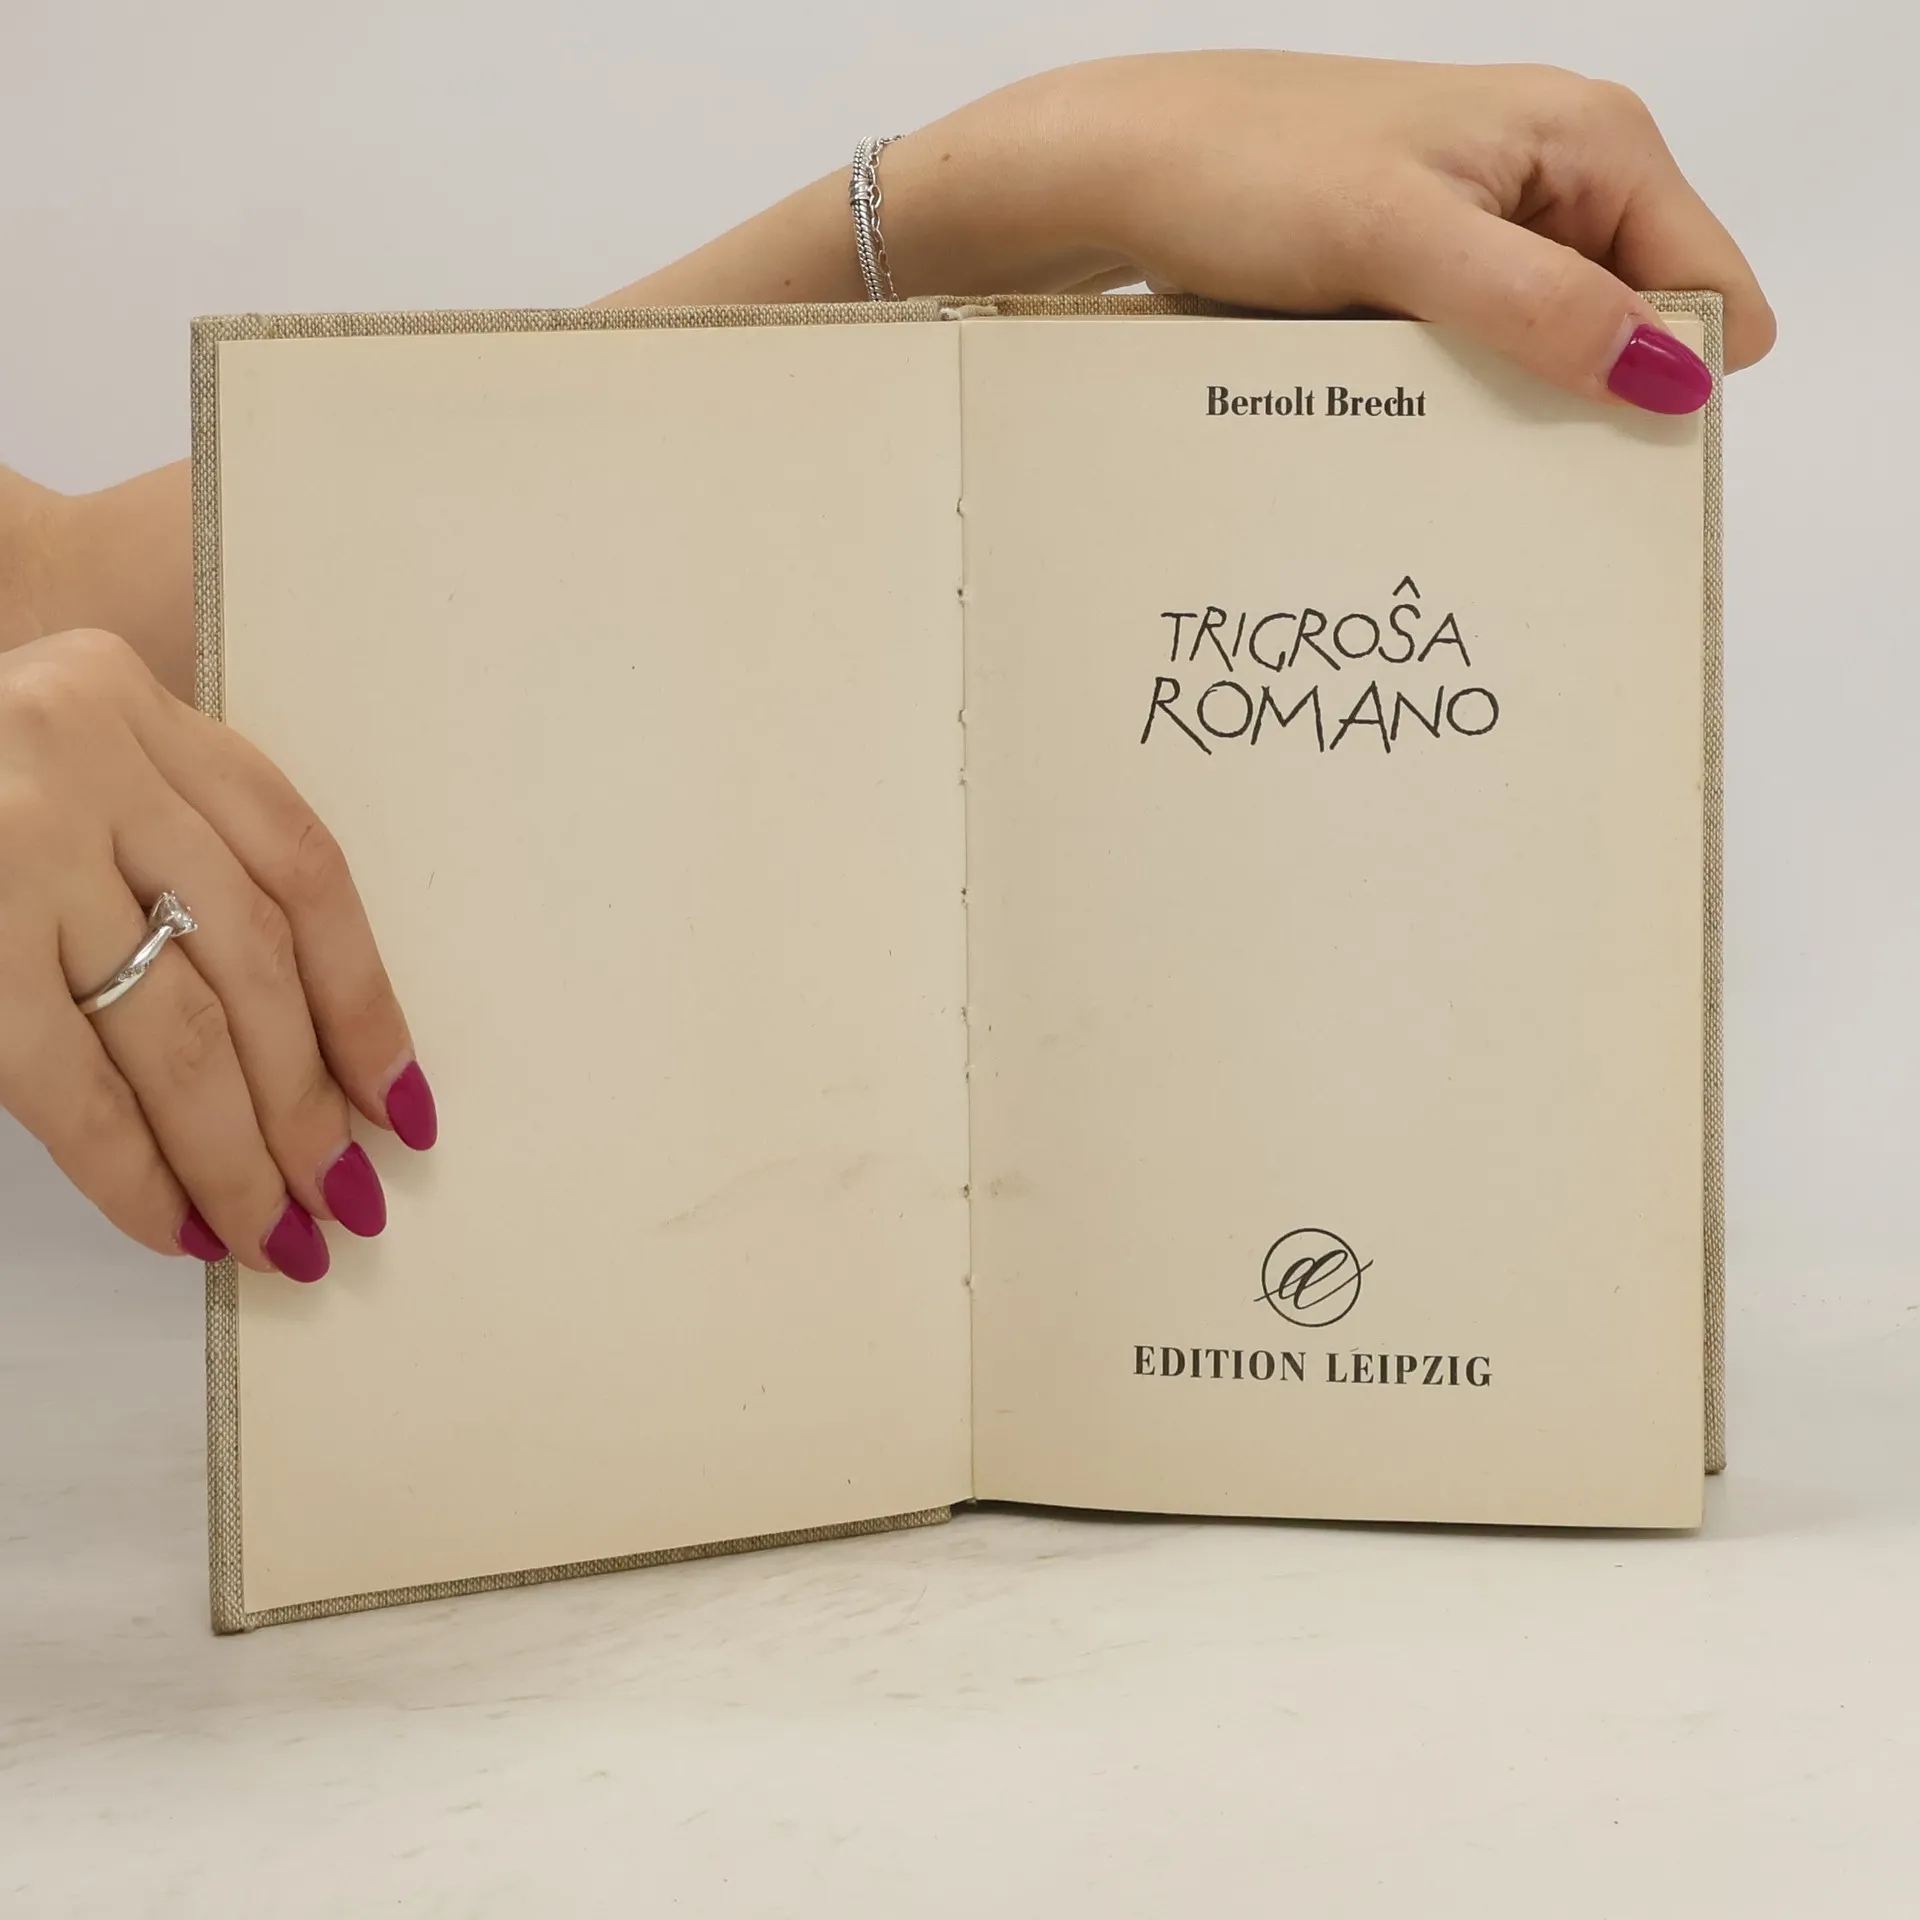 Bertolt Brecht
TRIGROŜA
ROMANO
EDITION LEIPZIG